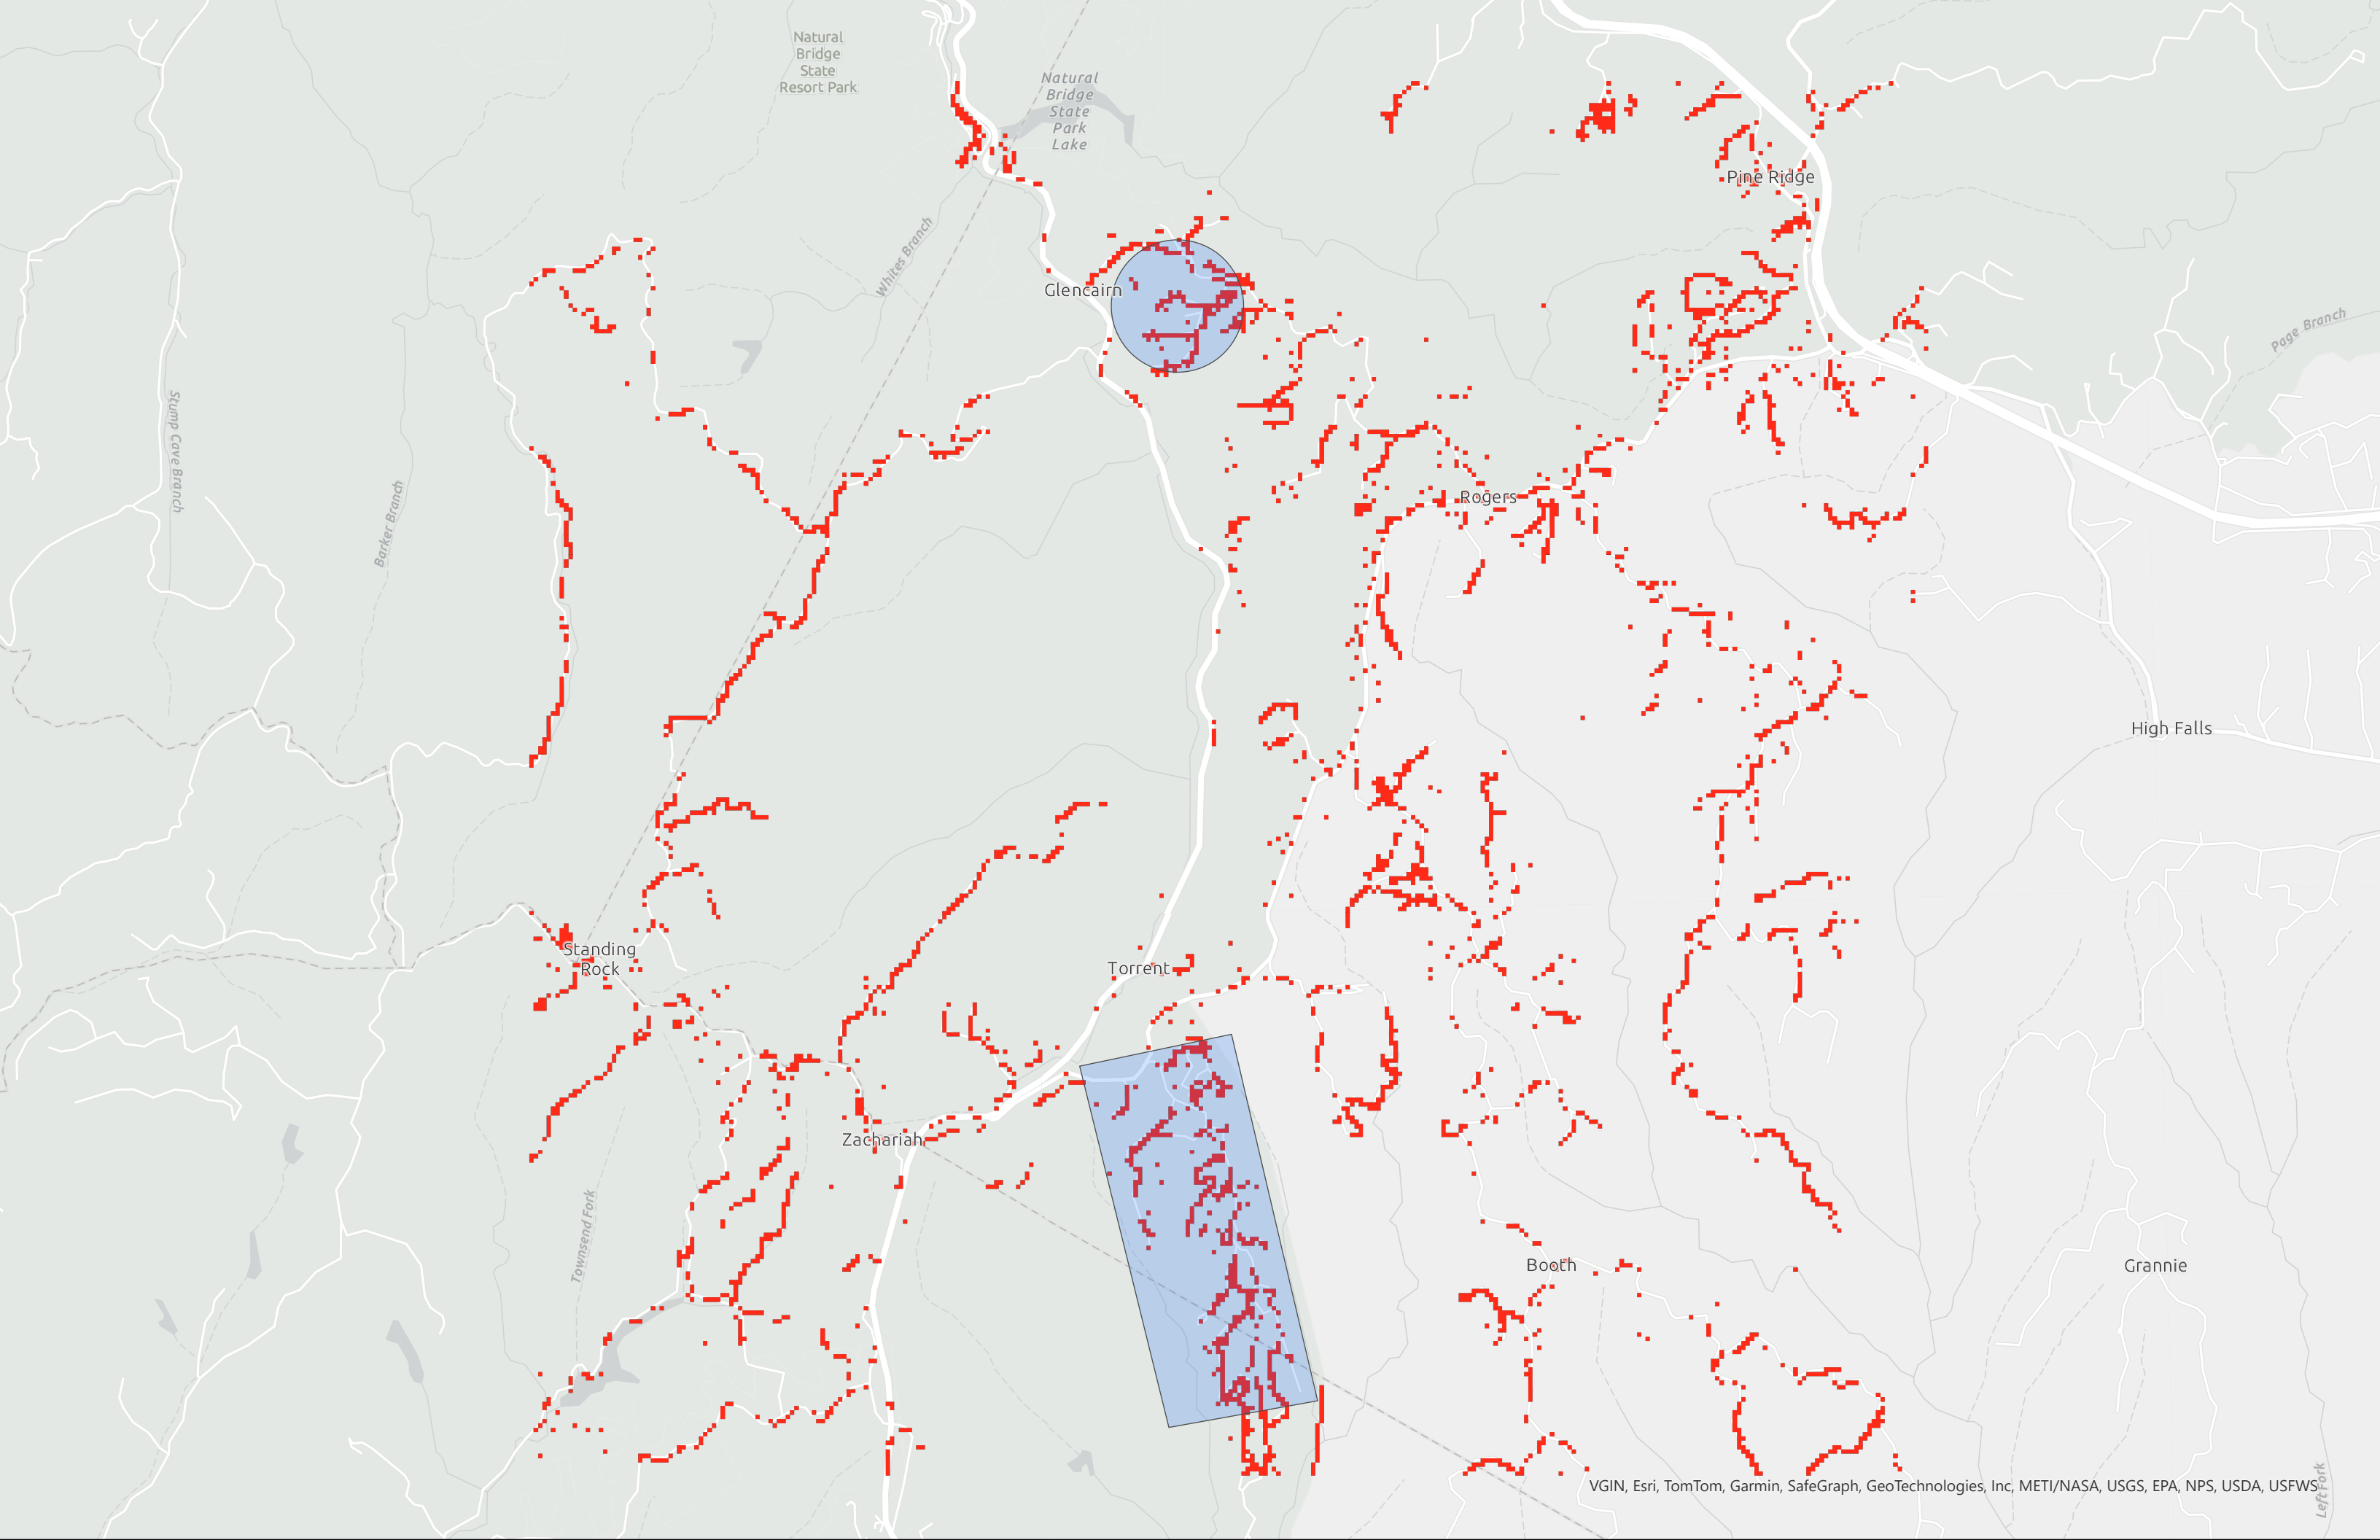 Natural
Bridge
State
Resort Park
Natural
Bridge
State
Park
Lake
Pine Ridge
Whites Branch
Glencairn
Page Branch
Stump Cave Branch
Barker Branch
Rogers
High Falls
Standing
Rock
Torrent
Zachariah
Townsend Fork
Booth
Grannie
VGIN, Esri, TomTom, Garmin, SafeGraph, GeoTechnologies, Inc, METI/NASA, USGS, EPA, NPS, USDA, USFWS
Left Fork